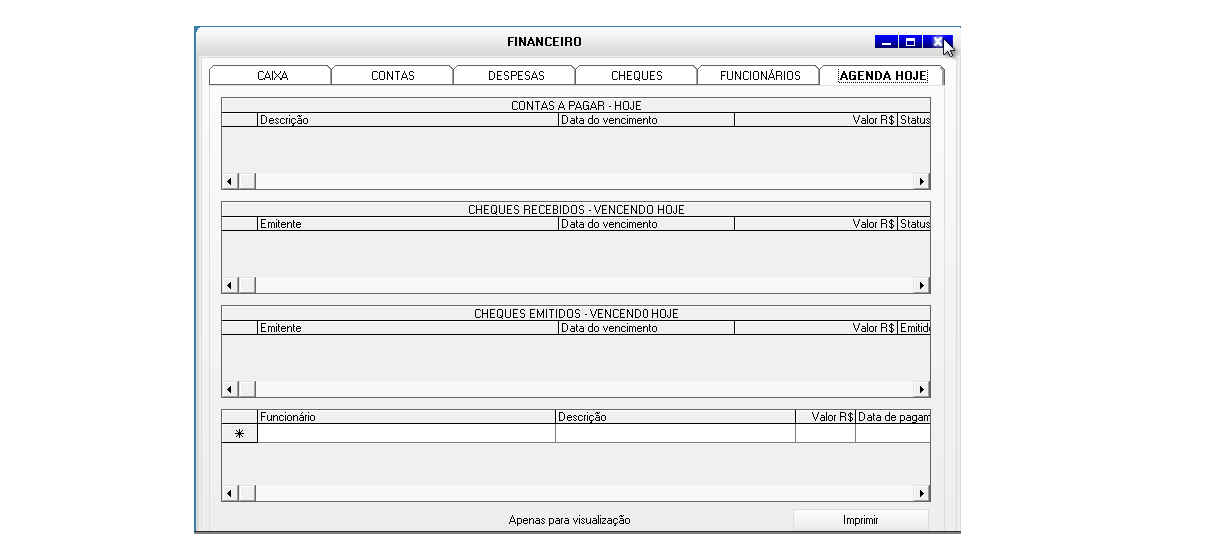 FINANCEIRO
CAIXA CONTAS DESPESAS CHEQUES FUNCIONÁRIOS AGENDA HOJE
CONTAS A PAGAR - HOJE
Descrição Data do vencimento Valor R$ Status
CHEQUES RECEBIDOS - VENCENDO HOJE
Emitente Data do vencimento Valor R$ Status
CHEQUES EMITIDOS - VENCENDO HOJE
Emitente Data do vencimento Valor R$ Emitid
Funcionário Descrição Valor R$ Data de pagam
Apenas para visualização Imprimir